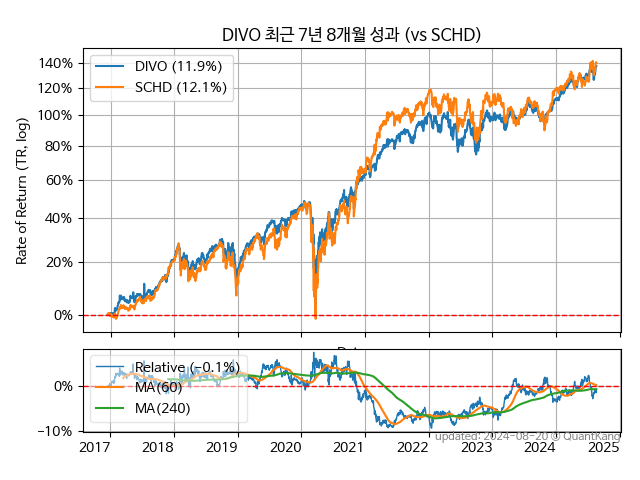 DIVO 최근 7년 8개월 성과 (vs SCHD)
Rate of Return (TR, log)
140%
120%
100%
80%
60%
40%
20%
0%
DIVO (11.9%)
SCHD (12.1%)
0%
−10%
Relative (−0.1%)
MA(60)
MA(240)
2017 2018 2019 2020 2021 2022 2023 2024 2025
updated: 2024-08-20 © QuantKang